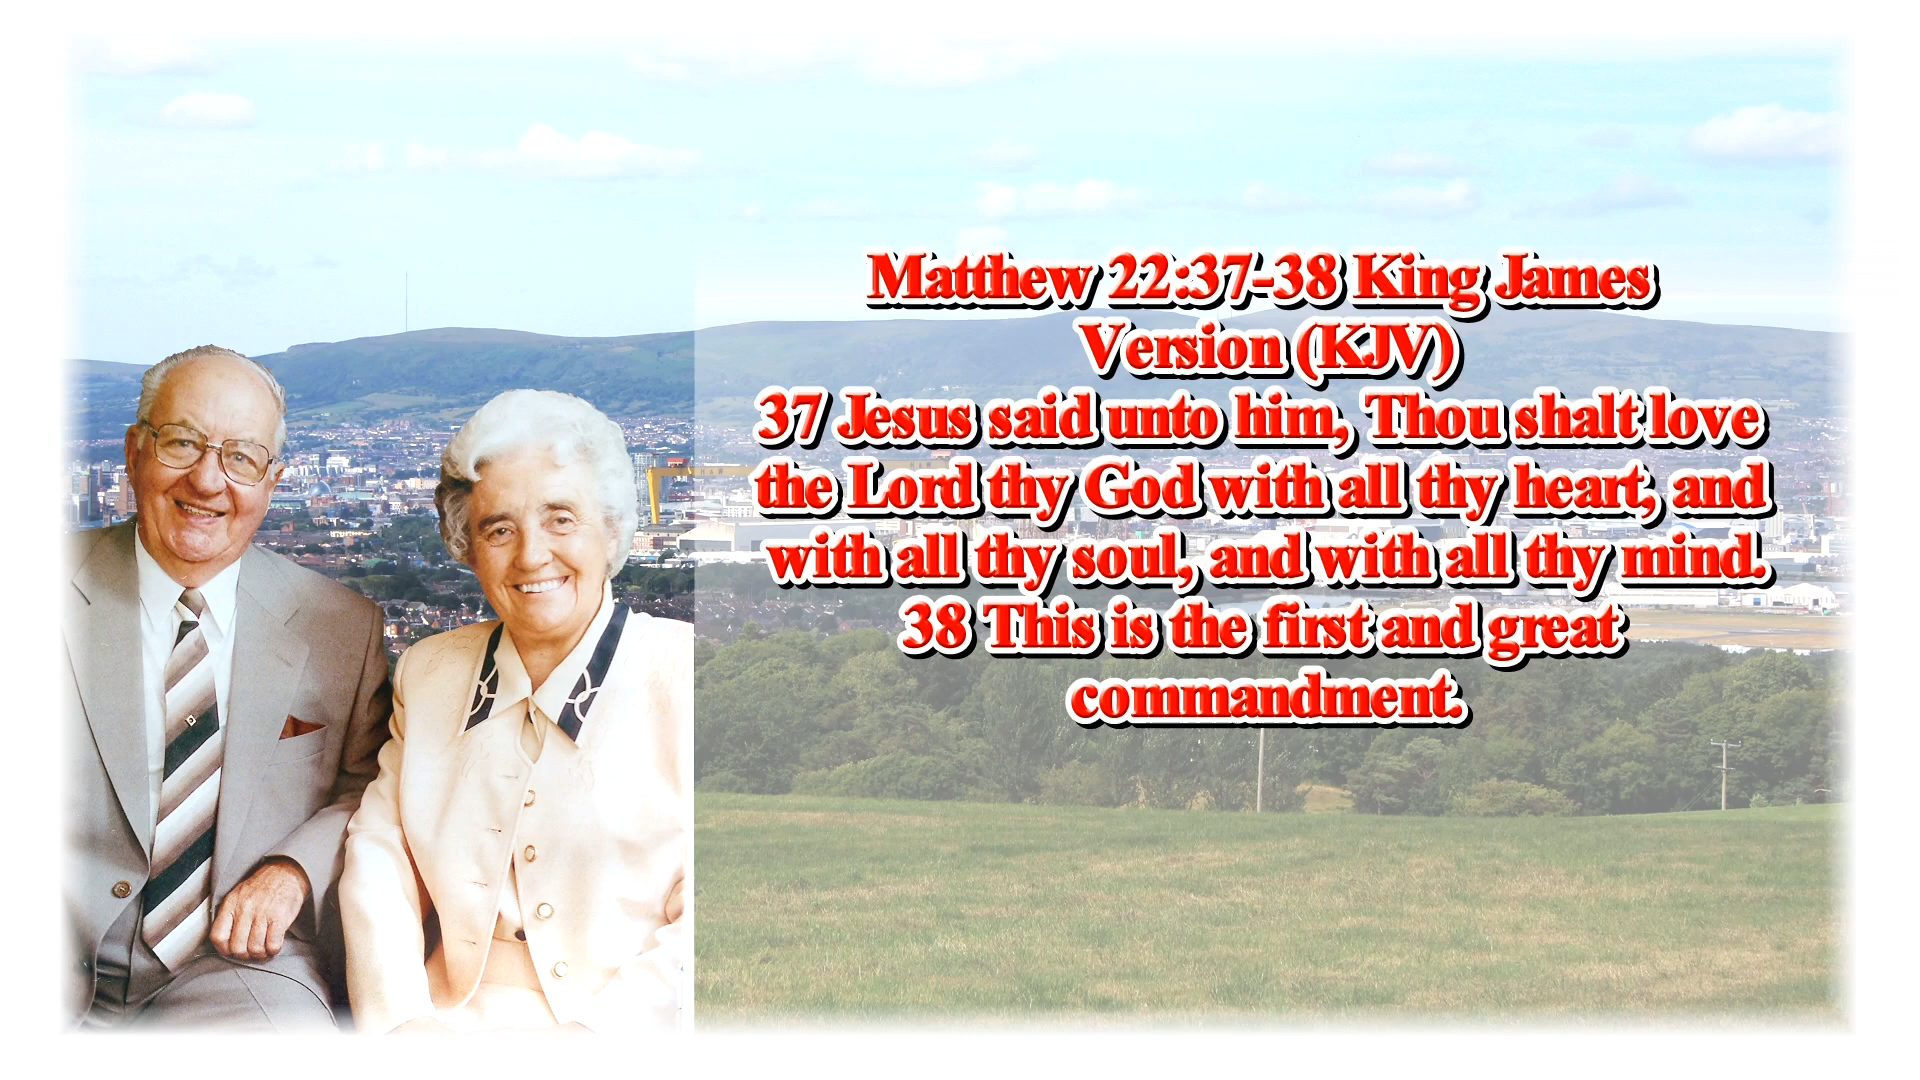 Matthew 22:37-38 King James
Version (KJV)
37 Jesus said unto him, Thou shalt love
the Lord thy God with all thy heart, and
with all thy soul, and with all thy mind.
38 This is the first and great
commandment.